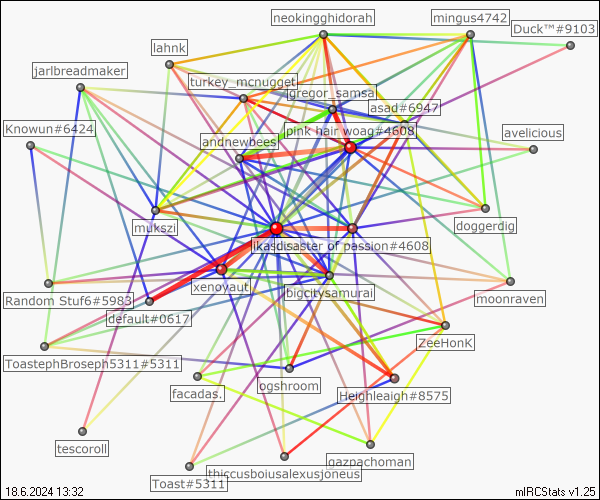 neokingghidorah
mingus4742
Duck™#9103
lahnk
jarlbreadmaker
turkey_mcnugget
gregor_samsa
asad#6947
Knowun#6424
pink hair woag#4608
avelicious
andnewbees
mukszi
doggerdig
disaster of passion#4608
xenoyaut
bigcitysamurai
moonraven
Random Stuf6#5983
default#0617
ZeeHonK
ToastephBroseph5311#5311
facadas.
ogshroom
Heighleagh#8575
tescoroll
gazpachoman
thiccusboiusalexusjoneus
Toast#5311
18.6.2024 13:32
mIRCStats v1.25